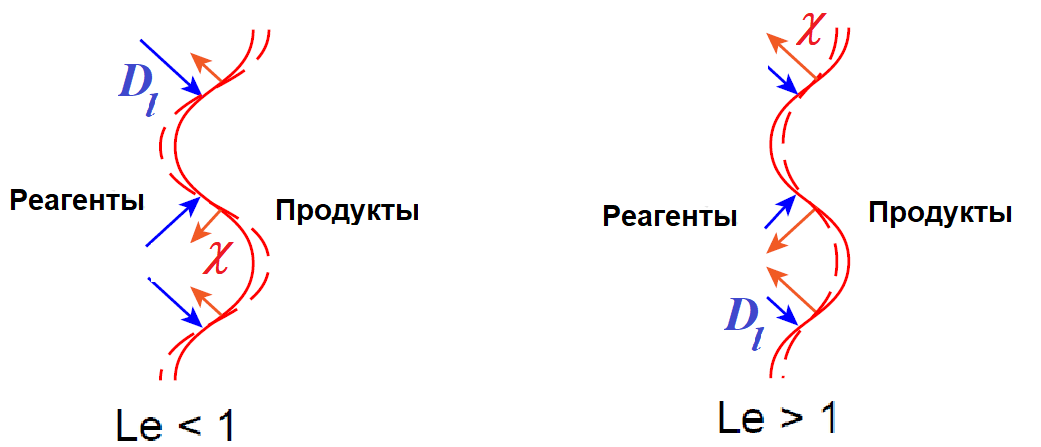 χ
D_l
Реагенты
Продукты
χ
Le < 1
χ
Реагенты
Продукты
D_l
Le > 1